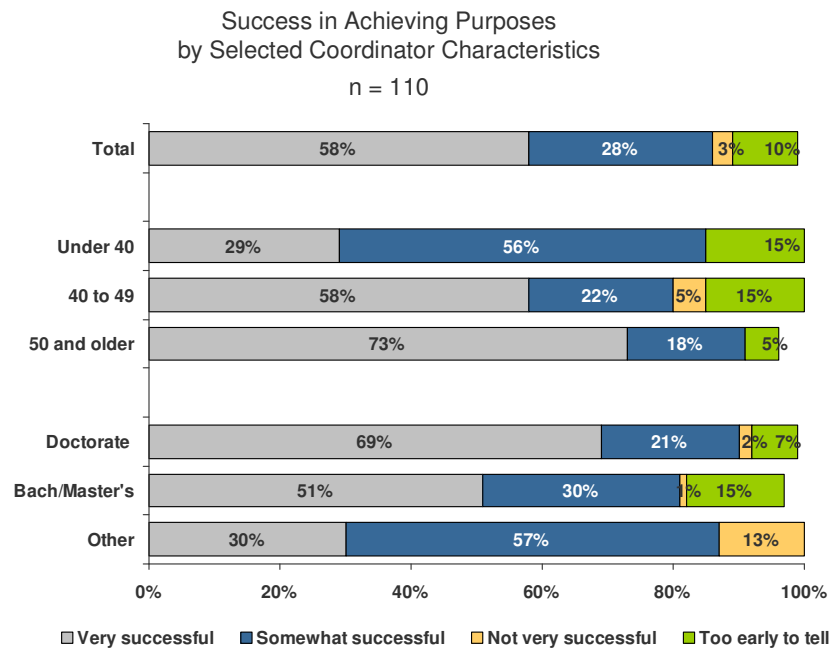 Success in Achieving Purposes
by Selected Coordinator Characteristics
n = 110
Total 58% 28% 3% 10%
Under 40 29% 56% 15%
40 to 49 58% 22% 5% 15%
50 and older 73% 18% 5%
Doctorate 69% 21% 2% 7%
Bach/Master's 51% 30% 1% 15%
Other 30% 57% 13%
0% 20% 40% 60% 80% 100%
Very successful Somewhat successful Not very successful Too early to tell